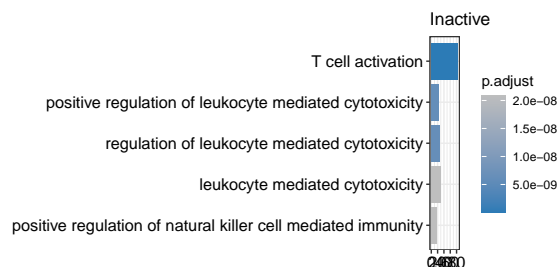 Inactive
T cell activation
positive regulation of leukocyte mediated cytotoxicity
regulation of leukocyte mediated cytotoxicity
leukocyte mediated cytotoxicity
positive regulation of natural killer cell mediated immunity
p.adjust
2.0e−08
1.5e−08
1.0e−08
5.0e−09